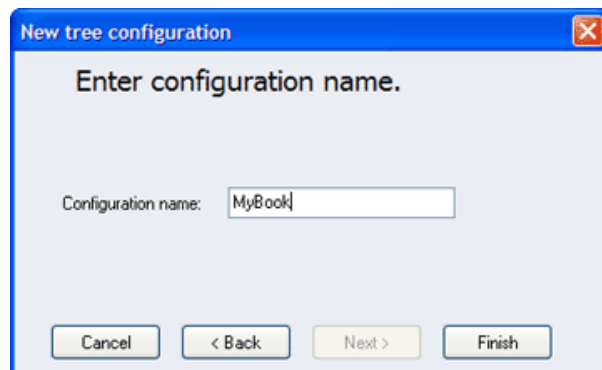 New tree configuration
Enter configuration name.
Configuration name: MyBook
Cancel < Back Next > Finish